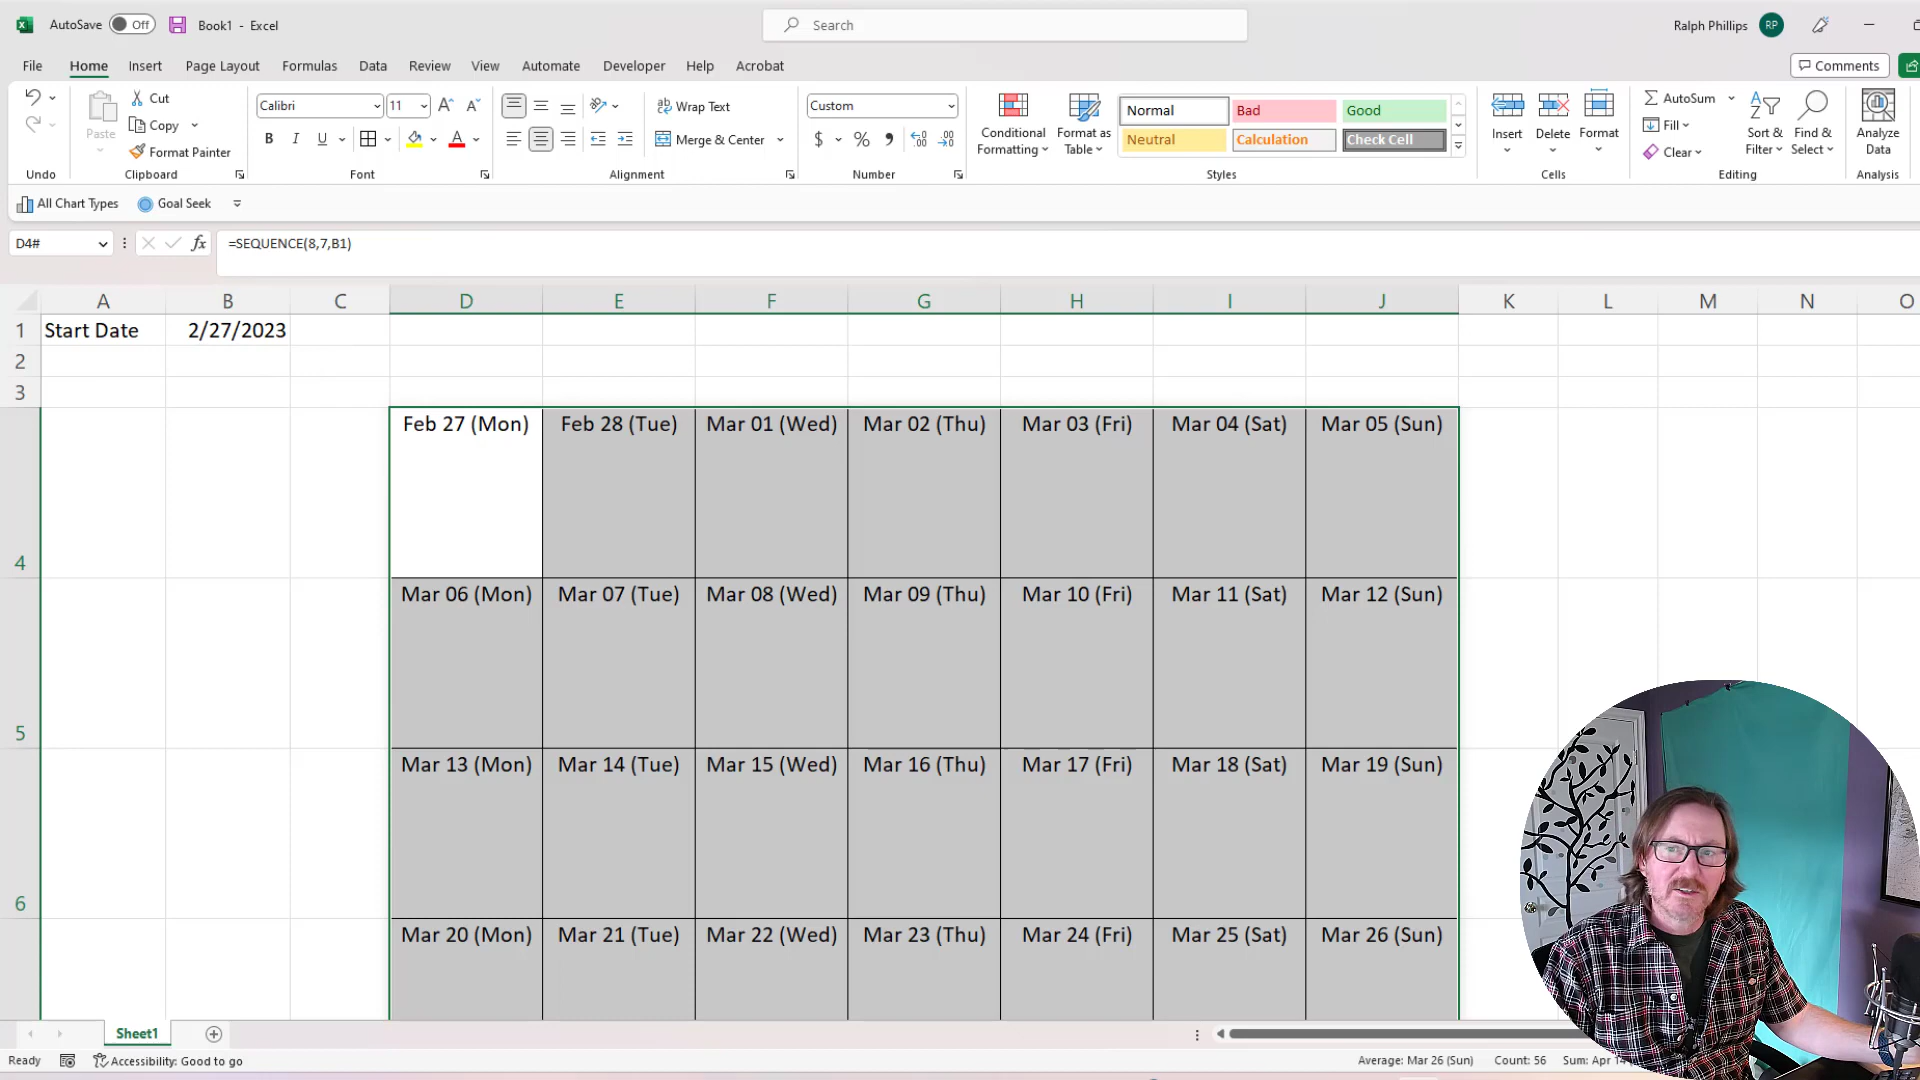 AutoSave Off Book1 - Excel Search Ralph Phillips RP
File Home Insert Page Layout Formulas Data Review View Automate Developer Help Acrobat Comments
Cut
Copy
Format Painter
Paste
Undo Clipboard
Calibri 11
B I U A
Font
Wrap Text
Merge & Center
Alignment
Custom
$ % ,
Number
Conditional Formatting
Format as Table
Normal Bad Good
Neutral Calculation Check Cell
Styles
Insert Delete Format
Cells
AutoSum
Fill
Clear
Sort & Filter
Find & Select
Editing
Analyze Data
Analysis
All Chart Types Goal Seek
D4# fx =SEQUENCE(8,7,B1)
A B C D E F G H I J K L M N O
1 Start Date 2/27/2023
2
3
Feb 27 (Mon) Feb 28 (Tue) Mar 01 (Wed) Mar 02 (Thu) Mar 03 (Fri) Mar 04 (Sat) Mar 05 (Sun)
4
Mar 06 (Mon) Mar 07 (Tue) Mar 08 (Wed) Mar 09 (Thu) Mar 10 (Fri) Mar 11 (Sat) Mar 12 (Sun)
5
Mar 13 (Mon) Mar 14 (Tue) Mar 15 (Wed) Mar 16 (Thu) Mar 17 (Fri) Mar 18 (Sat) Mar 19 (Sun)
6
Mar 20 (Mon) Mar 21 (Tue) Mar 22 (Wed) Mar 23 (Thu) Mar 24 (Fri) Mar 25 (Sat) Mar 26 (Sun)
Sheet1
Ready Accessibility: Good to go Average: Mar 26 (Sun) Count: 56 Sum: Apr